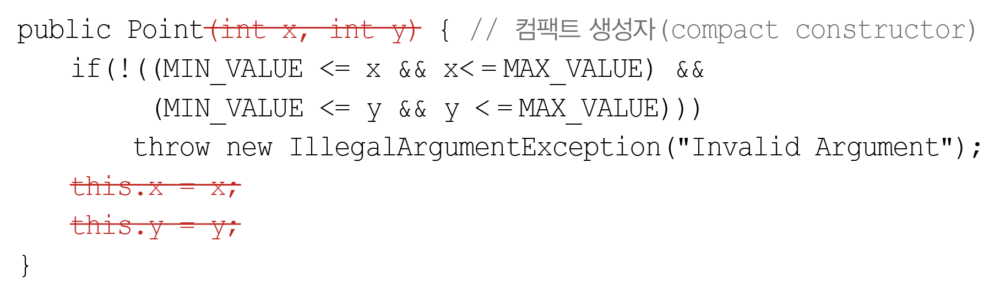 public Point(int x, int y) { // 컴팩트 생성자(compact constructor)
if(!((MIN_VALUE <= x && x<=MAX_VALUE) &&
(MIN_VALUE <= y && y <=MAX_VALUE)))
throw new IllegalArgumentException("Invalid Argument");
this.x = x;
this.y = y;
}